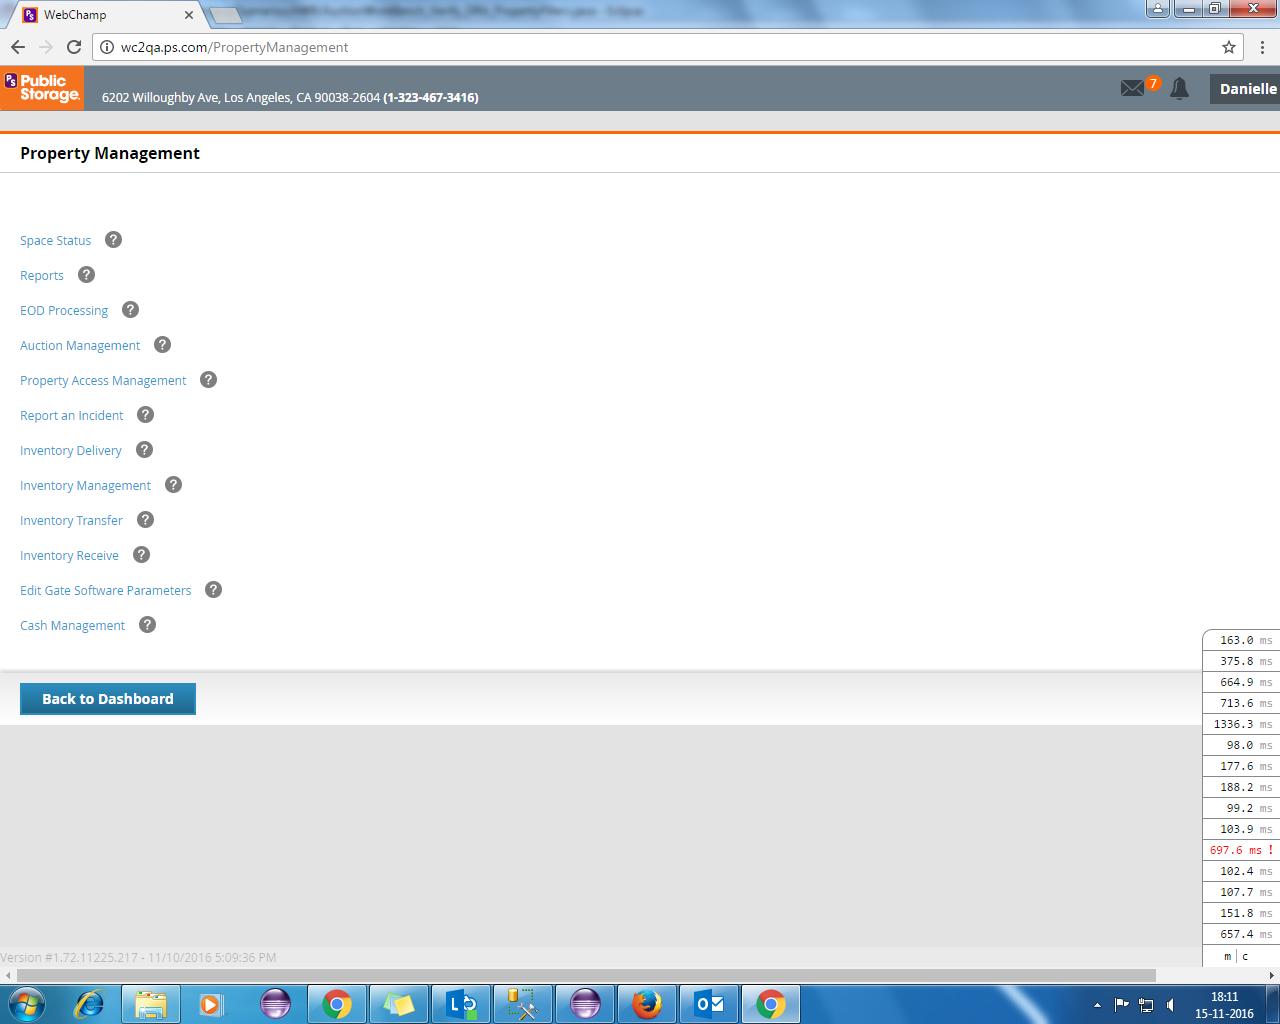 WebChamp
wc2qa.ps.com/PropertyManagement
PS Public Storage.
6202 Willoughby Ave, Los Angeles, CA 90038-2604 (1-323-467-3416)
7
Danielle
Property Management
Space Status ?
Reports ?
EOD Processing ?
Auction Management ?
Property Access Management ?
Report an Incident ?
Inventory Delivery ?
Inventory Management ?
Inventory Transfer ?
Inventory Receive ?
Edit Gate Software Parameters ?
Cash Management ?
Back to Dashboard
163.0 ms
375.8 ms
664.9 ms
713.6 ms
1336.3 ms
98.0 ms
177.6 ms
188.2 ms
99.2 ms
103.9 ms
697.6 ms !
102.4 ms
107.7 ms
151.8 ms
657.4 ms
m | c
Version #1.72.11225.217 - 11/10/2016 5:09:36 PM
18:11
15-11-2016